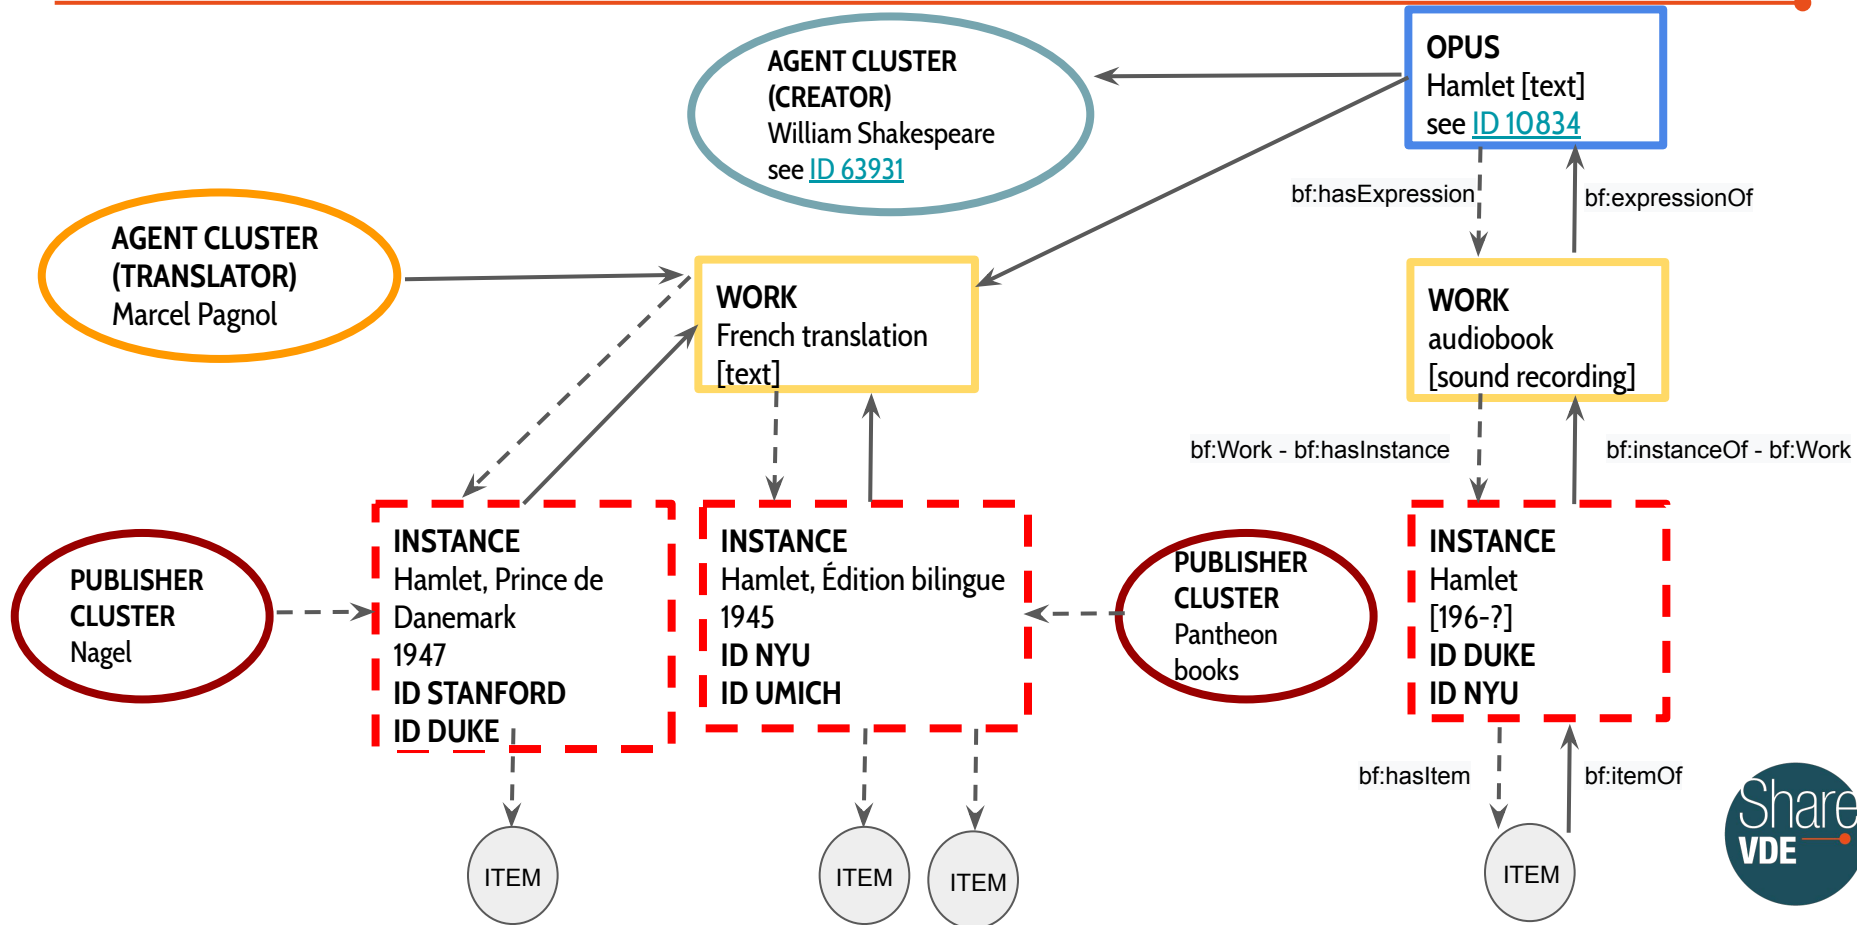 AGENT CLUSTER
(CREATOR)
William Shakespeare
see ID 63931
OPUS
Hamlet [text]
see ID 10834
bf:hasExpression
bf:expressionOf
AGENT CLUSTER
(TRANSLATOR)
Marcel Pagnol
WORK
French translation
[text]
WORK
audiobook
[sound recording]
bf:Work - bf:hasInstance
bf:instanceOf - bf:Work
PUBLISHER
CLUSTER
Nagel
INSTANCE
Hamlet, Prince de
Danemark
1947
ID STANFORD
ID DUKE
INSTANCE
Hamlet, Édition bilingue
1945
ID NYU
ID UMICH
PUBLISHER
CLUSTER
Pantheon
books
INSTANCE
Hamlet
[196-?]
ID DUKE
ID NYU
bf:hasItem
bf:itemOf
ITEM
ITEM
ITEM
ITEM
Share
VDE